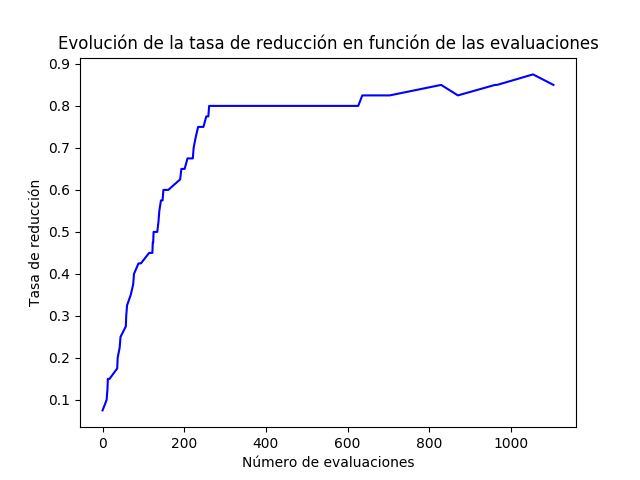 Evolución de la tasa de reducción en función de las evaluaciones
0.9
0.8
0.7
0.6
0.5
0.4
0.3
0.2
0.1
Tasa de reducción
0 200 400 600 800 1000
Número de evaluaciones